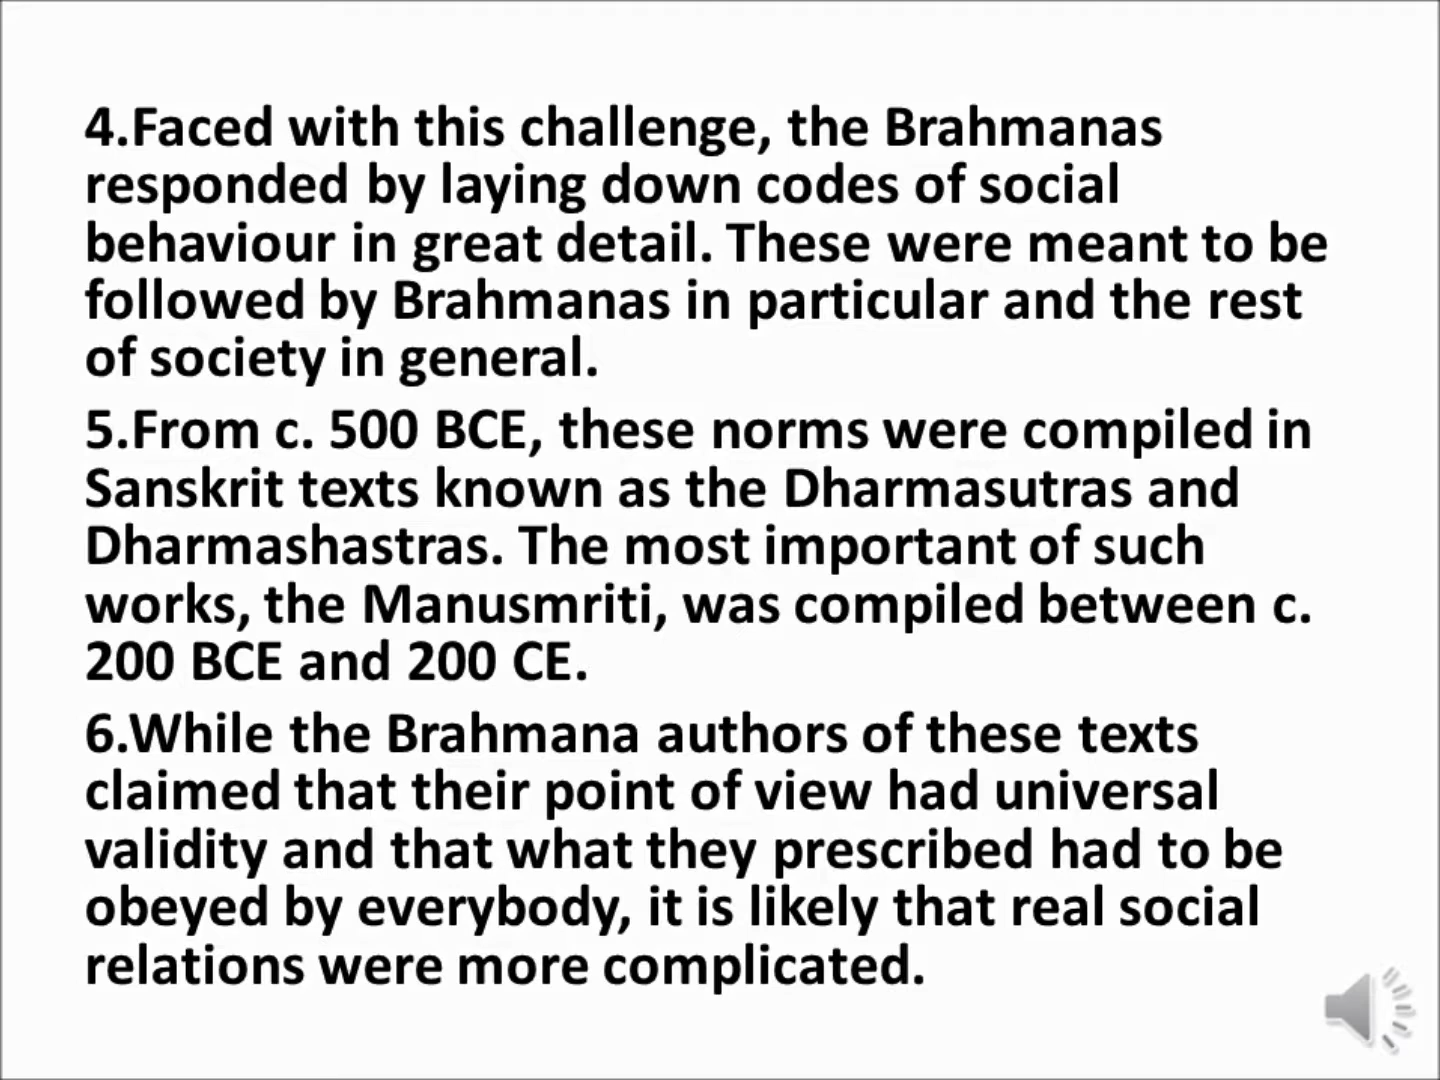 4.Faced with this challenge, the Brahmanas
responded by laying down codes of social
behaviour in great detail. These were meant to be
followed by Brahmanas in particular and the rest
of society in general.
5.From c. 500 BCE, these norms were compiled in
Sanskrit texts known as the Dharmasutras and
Dharmashastras. The most important of such
works, the Manusmriti, was compiled between c.
200 BCE and 200 CE.
6.While the Brahmana authors of these texts
claimed that their point of view had universal
validity and that what they prescribed had to be
obeyed by everybody, it is likely that real social
relations were more complicated.